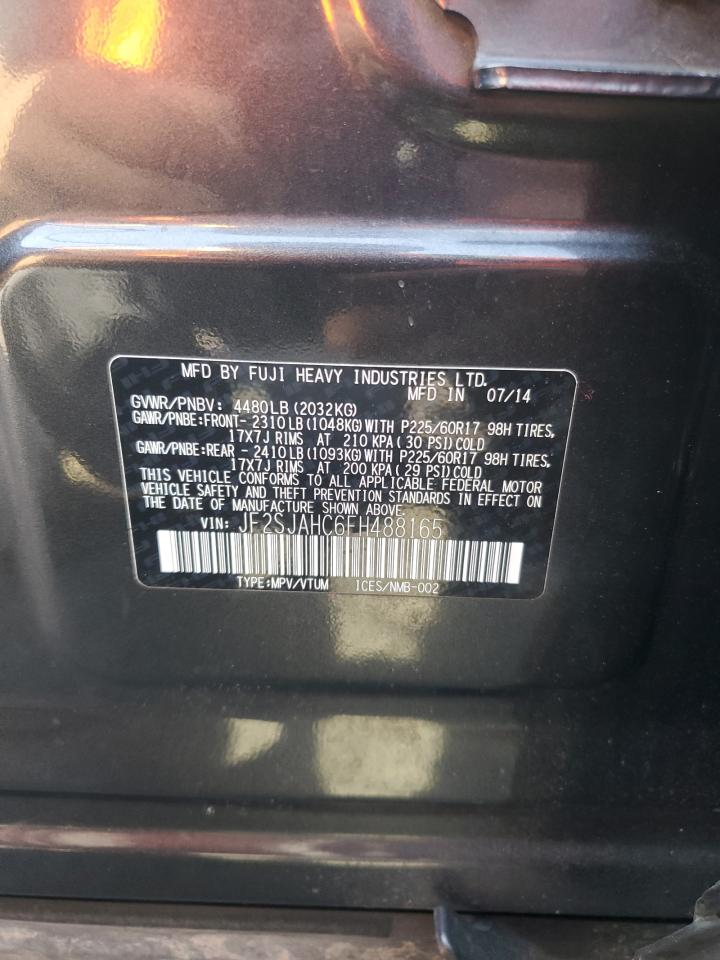 MFD BY FUJI HEAVY INDUSTRIES LTD.
MFD IN 07/14
GVWR/PNBV: 4480LB (2032KG)
GAWR/PNBE:FRONT- 2310 LB (1048KG) WITH P225/60R17 98H TIRES,
17X7J RIMS AT 210 KPA ( 30 PSI) COLD
GAWR/PNBE:REAR - 2410 LB (1093KG) WITH P225/60R17 98H TIRES,
17X7J RIMS AT 200 KPA ( 29 PSI) COLD
THIS VEHICLE CONFORMS TO ALL APPLICABLE FEDERAL MOTOR
VEHICLE SAFETY AND THEFT PREVENTION STANDARDS IN EFFECT ON
THE DATE OF MANUFACTURE SHOWN ABOVE.
VIN: JF2SJAHC6FH488165
TYPE:MPV/VTUM ICES/NMB-002